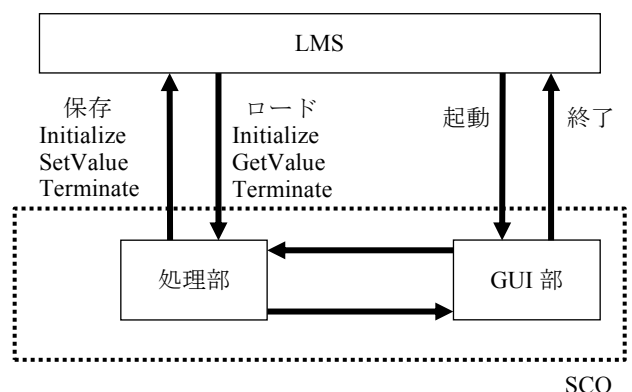 LMS
保存
Initialize
SetValue
Terminate
ロード
Initialize
GetValue
Terminate
起動
終了
処理部
GUI 部
SCO